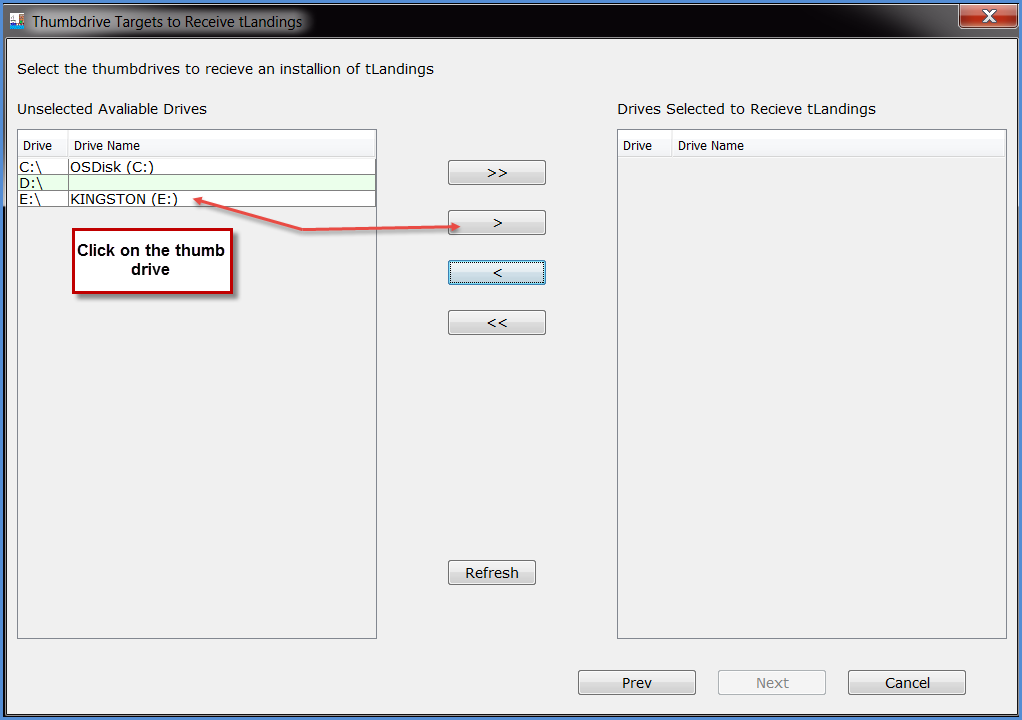 Thumbdrive Targets to Receive tLandings
X
Select the thumbdrives to recieve an installion of tLandings
Unselected Avaliable Drives
Drives Selected to Recieve tLandings
Drive Drive Name
Drive Drive Name
C:\ OSDisk (C:)
D:\
E:\ KINGSTON (E:)
>>
>
<
<<
Click on the thumb
drive
Refresh
Prev Next Cancel